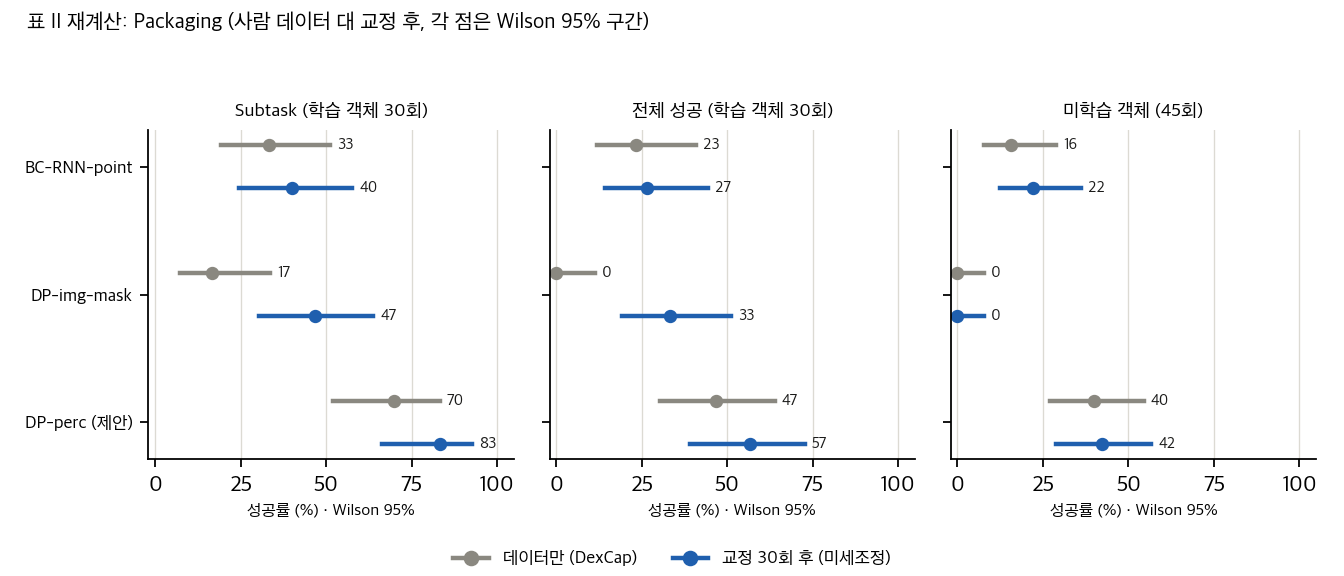 표 II 재계산: Packaging (사람 데이터 대 교정 후, 각 점은 Wilson 95% 구간)
Subtask (학습 객체 30회)
전체 성공 (학습 객체 30회)
미학습 객체 (45회)
BC-RNN-point
33
40
23
27
16
22
DP-img-mask
17
47
0
33
0
0
DP-perc (제안)
70
83
47
57
40
42
0 25 50 75 100
0 25 50 75 100
0 25 50 75 100
성공률 (%) · Wilson 95%
성공률 (%) · Wilson 95%
성공률 (%) · Wilson 95%
데이터만 (DexCap)
교정 30회 후 (미세조정)